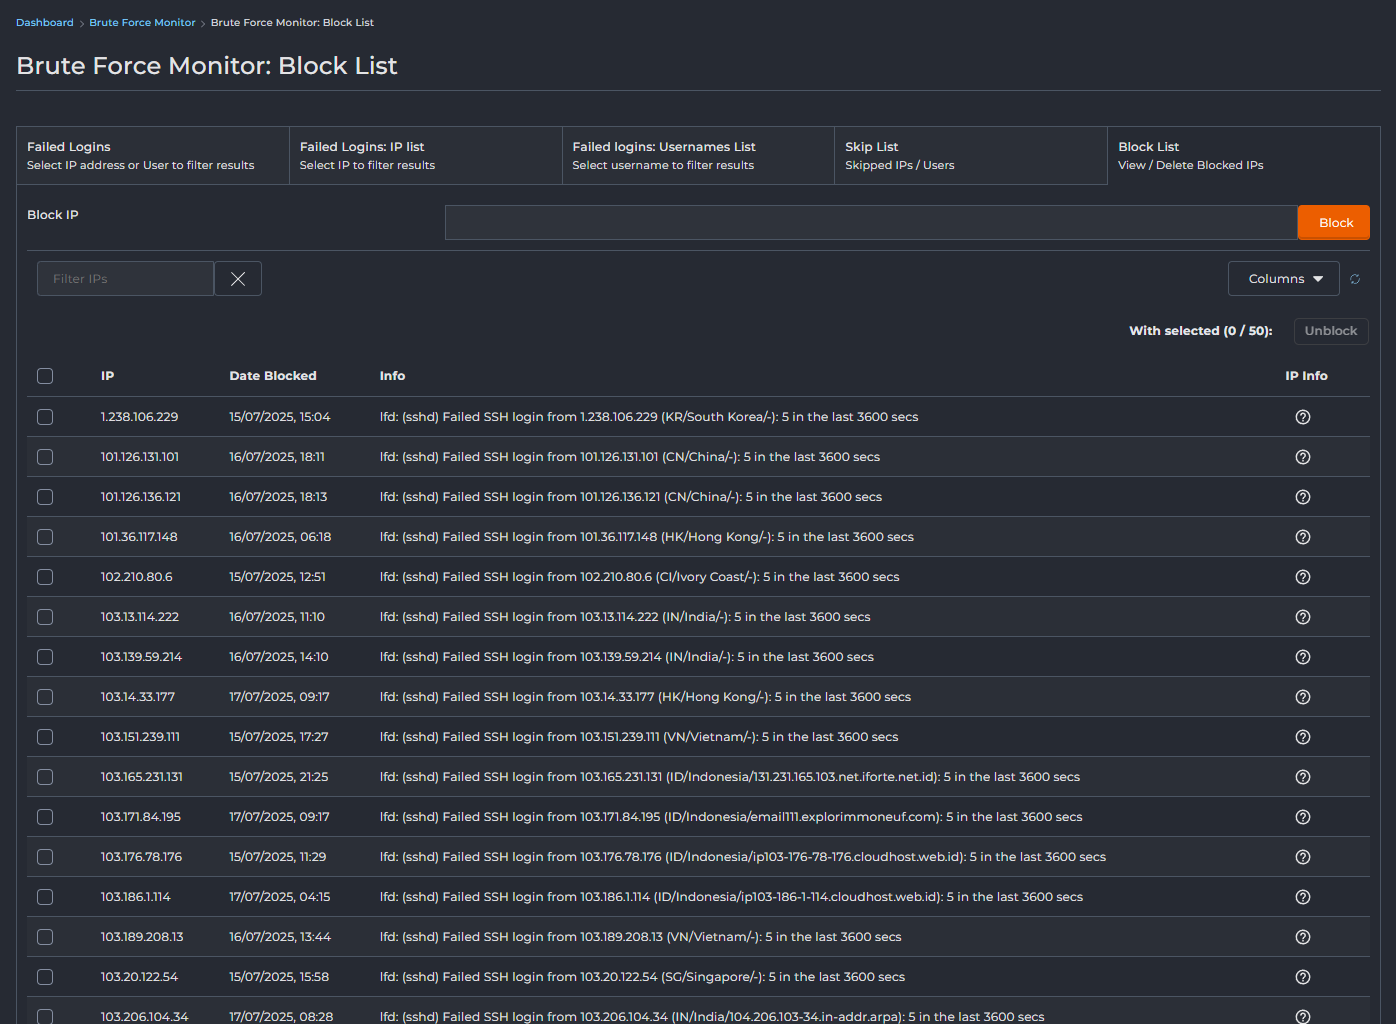 Dashboard > Brute Force Monitor > Brute Force Monitor: Block List
Brute Force Monitor: Block List
Failed Logins
Select IP address or User to filter results
Failed Logins: IP list
Select IP to filter results
Failed logins: Usernames List
Select username to filter results
Skip List
Skipped IPs / Users
Block List
View / Delete Blocked IPs
Block IP
Block
Filter IPs
Columns
With selected (0 / 50):
Unblock
IP Date Blocked Info IP Info
1.238.106.229 15/07/2025, 15:04 lfd: (sshd) Failed SSH login from 1.238.106.229 (KR/South Korea/-): 5 in the last 3600 secs
101.126.131.101 16/07/2025, 18:11 lfd: (sshd) Failed SSH login from 101.126.131.101 (CN/China/-): 5 in the last 3600 secs
101.126.136.121 16/07/2025, 18:13 lfd: (sshd) Failed SSH login from 101.126.136.121 (CN/China/-): 5 in the last 3600 secs
101.36.117.148 16/07/2025, 06:18 lfd: (sshd) Failed SSH login from 101.36.117.148 (HK/Hong Kong/-): 5 in the last 3600 secs
102.210.80.6 15/07/2025, 12:51 lfd: (sshd) Failed SSH login from 102.210.80.6 (CI/Ivory Coast/-): 5 in the last 3600 secs
103.13.114.222 16/07/2025, 11:10 lfd: (sshd) Failed SSH login from 103.13.114.222 (IN/India/-): 5 in the last 3600 secs
103.139.59.214 16/07/2025, 14:10 lfd: (sshd) Failed SSH login from 103.139.59.214 (IN/India/-): 5 in the last 3600 secs
103.14.33.177 17/07/2025, 09:17 lfd: (sshd) Failed SSH login from 103.14.33.177 (HK/Hong Kong/-): 5 in the last 3600 secs
103.151.239.111 15/07/2025, 17:27 lfd: (sshd) Failed SSH login from 103.151.239.111 (VN/Vietnam/-): 5 in the last 3600 secs
103.165.231.131 15/07/2025, 21:25 lfd: (sshd) Failed SSH login from 103.165.231.131 (ID/Indonesia/131.231.165.103.net.iforte.net.id): 5 in the last 3600 secs
103.171.84.195 17/07/2025, 09:17 lfd: (sshd) Failed SSH login from 103.171.84.195 (ID/Indonesia/email111.explorimmoneuf.com): 5 in the last 3600 secs
103.176.78.176 15/07/2025, 11:29 lfd: (sshd) Failed SSH login from 103.176.78.176 (ID/Indonesia/ip103-176-78-176.cloudhost.web.id): 5 in the last 3600 secs
103.186.1.114 17/07/2025, 04:15 lfd: (sshd) Failed SSH login from 103.186.1.114 (ID/Indonesia/ip103-186-1-114.cloudhost.web.id): 5 in the last 3600 secs
103.189.208.13 16/07/2025, 13:44 lfd: (sshd) Failed SSH login from 103.189.208.13 (VN/Vietnam/-): 5 in the last 3600 secs
103.20.122.54 15/07/2025, 15:58 lfd: (sshd) Failed SSH login from 103.20.122.54 (SG/Singapore/-): 5 in the last 3600 secs
103.206.104.34 17/07/2025, 08:28 lfd: (sshd) Failed SSH login from 103.206.104.34 (IN/India/104.206.103-34.in-addr.arpa): 5 in the last 3600 secs